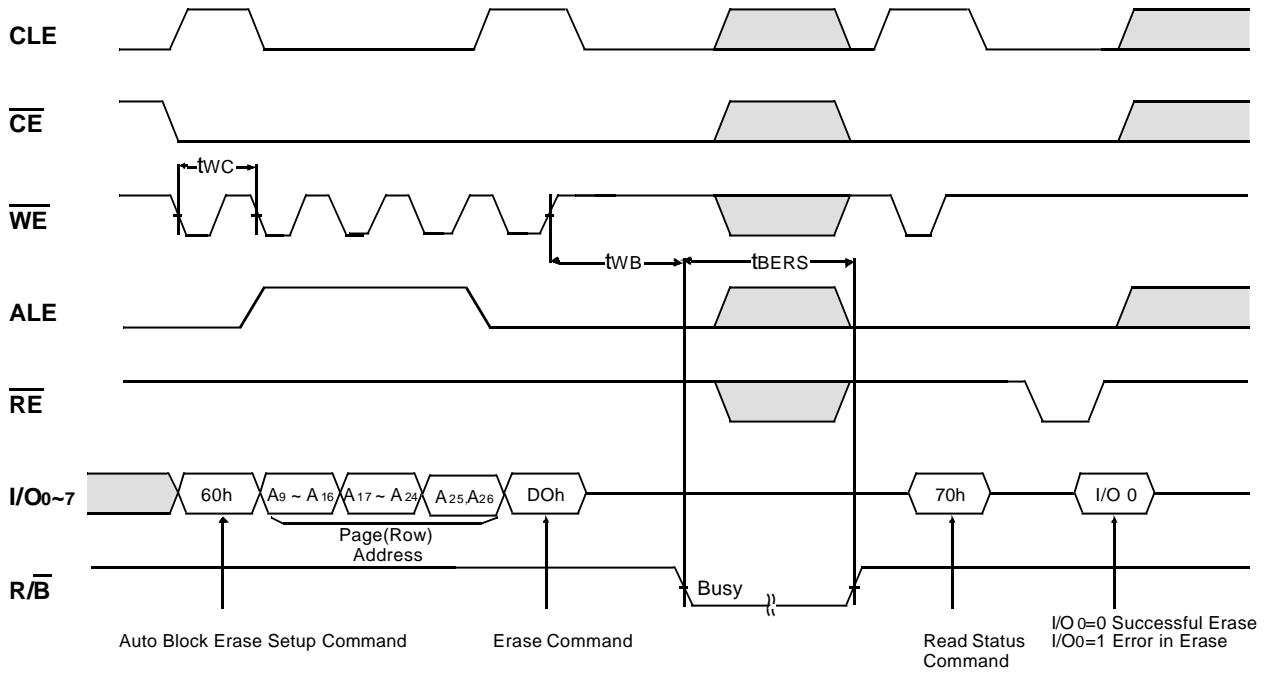 CLE
CE
tWC
WE
tWB
tBERS
ALE
RE
I/O0~7
60h
A9 ~ A16
A17 ~ A24
A25,A26
DOh
70h
I/O 0
Page(Row)
Address
R/B
Busy
Auto Block Erase Setup Command
Erase Command
Read Status
Command
I/O 0=0 Successful Erase
I/O0=1 Error in Erase